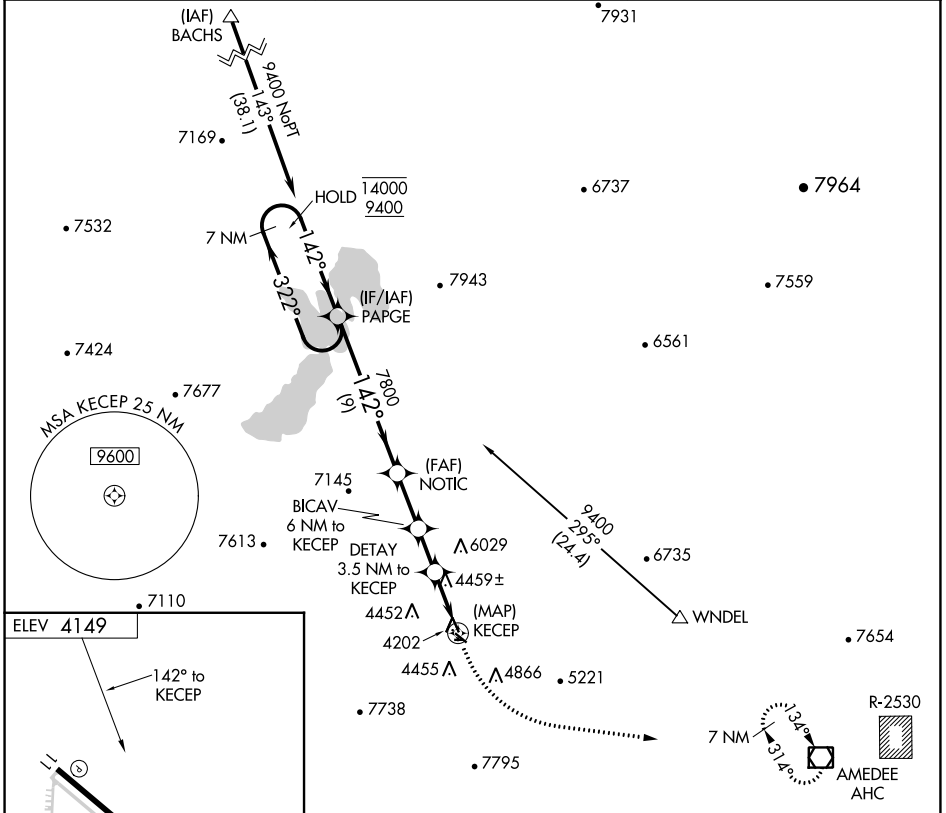 (IAF)
BACHS
7931
9400 NoPT
143°
(38.1)
7169
HOLD
14000
9400
6737
7964
7532
7 NM
142°
322°
7943
7559
(IF/IAF)
PAPGE
6561
7424
7677
7800
142°
(9)
MSA KECEP 25 NM
9600
(FAF)
NOTIC
7145
BICAV
6 NM to
KECEP
9400
295°
(24.4)
7613
6029
6735
DETAY
3.5 NM to
KECEP
4459±
7110
4452
(MAP)
KECEP
WNDEL
ELEV 4149
4202
7654
142° to
KECEP
4455
4866
5221
R-2530
7738
7 NM
134°
314°
7795
AMEDEE
AHC
P